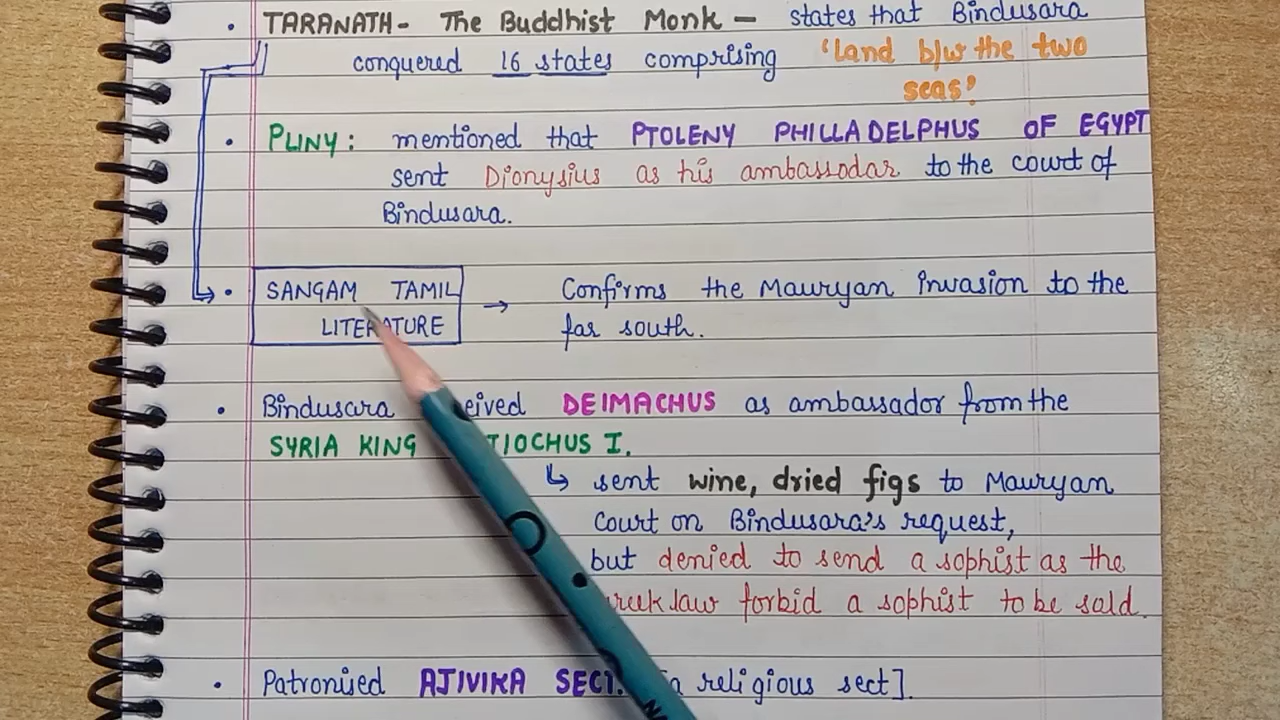 • TARANATH - The Buddhist Monk – states that Bindusara
conquered 16 states comprising 'Land b/w the two
seas'
• PLINY : mentioned that PTOLENY PHILLADELPHUS OF EGYPT
sent Dionysius as his ambassodar to the court of
Bindusara.
• SANGAM TAMIL → Confirms the Mauryan invasion to the
LITERATURE far south.
• Bindusara eived DEIMACHUS as ambassador from the
SYRIA KING TIOCHUS I.
↳ sent wine, dried figs to Mauryan
Court on Bindusara's request,
but denied to send a sophist as the
reek law forbid a sophist to be sold.
• Patronised AJIVIKA SECT. [a religious sect].